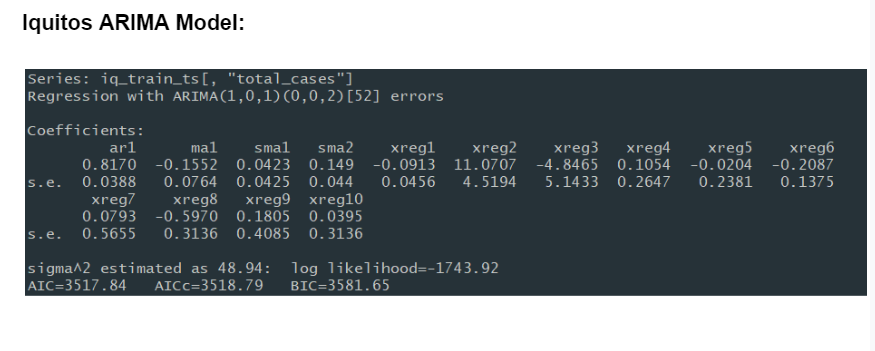 Iquitos ARIMA Model:
Series: iq_train_ts[, "total_cases"]
Regression with ARIMA(1,0,1)(0,0,2)[52] errors
Coefficients:
ar1 ma1 sma1 sma2 xreg1 xreg2 xreg3 xreg4 xreg5 xreg6
0.8170 -0.1552 0.0423 0.149 -0.0913 11.0707 -4.8465 0.1054 -0.0204 -0.2087
s.e. 0.0388 0.0764 0.0425 0.044 0.0456 4.5194 5.1433 0.2647 0.2381 0.1375
xreg7 xreg8 xreg9 xreg10
0.0793 -0.5970 0.1805 0.0395
s.e. 0.5655 0.3136 0.4085 0.3136
sigma^2 estimated as 48.94: log likelihood=-1743.92
AIC=3517.84 AICc=3518.79 BIC=3581.65